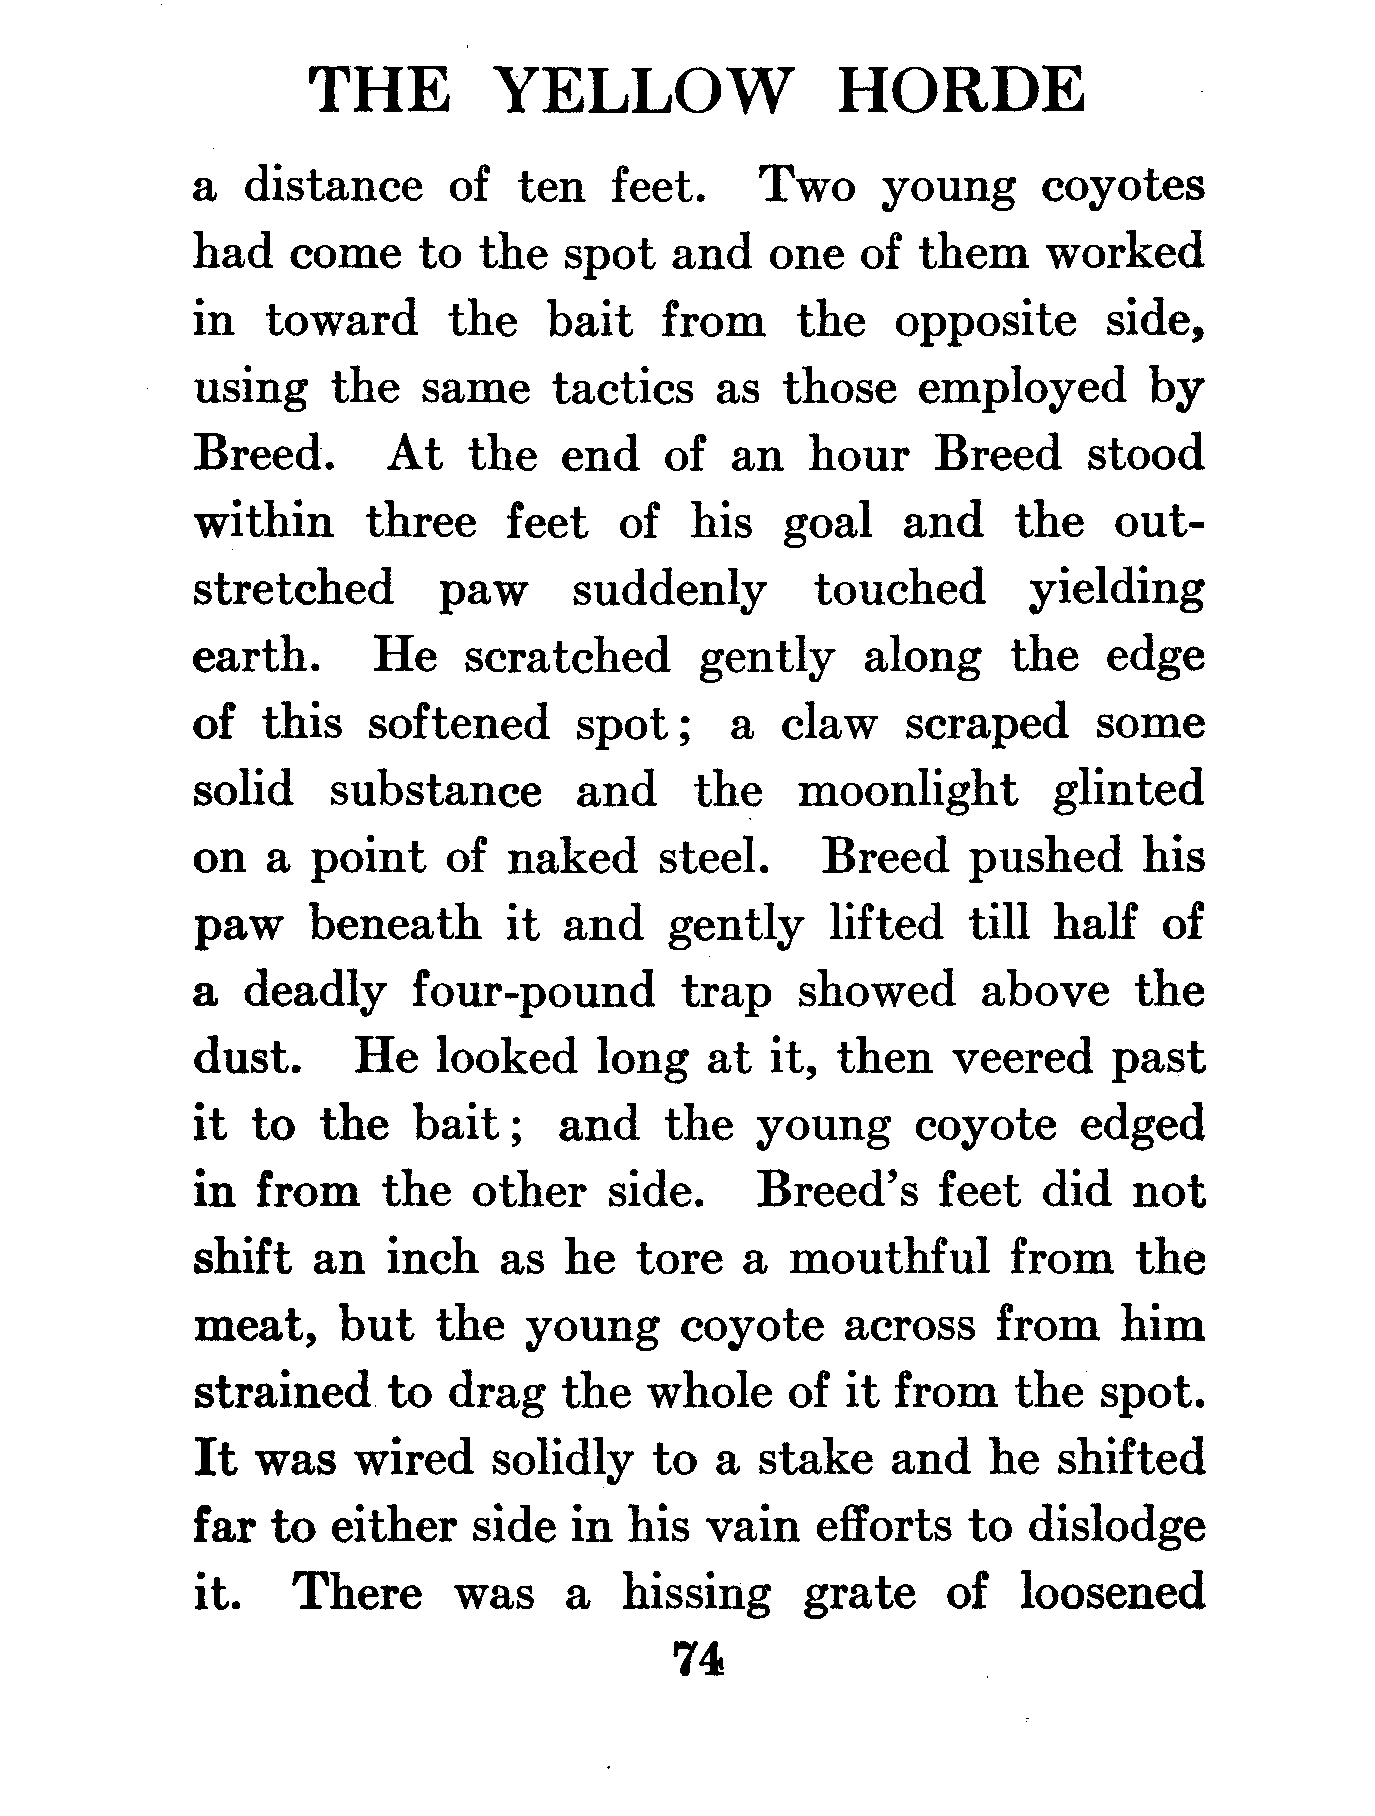 THE YELLOW HORDE
a distance of ten feet. Two young coyotes
had come to the spot and one of them worked
in toward the bait from the opposite side,
using the same tactics as those employed by
Breed. At the end of an hour Breed stood
within three feet of his goal and the out-
stretched paw suddenly touched yielding
earth. He scratched gently along the edge
of this softened spot; a claw scraped some
solid substance and the moonlight glinted
on a point of naked steel. Breed pushed his
paw beneath it and gently lifted till half of
a deadly four-pound trap showed above the
dust. He looked long at it, then veered past
it to the bait; and the young coyote edged
in from the other side. Breed's feet did not
shift an inch as he tore a mouthful from the
meat, but the young coyote across from him
strained to drag the whole of it from the spot.
It was wired solidly to a stake and he shifted
far to either side in his vain efforts to dislodge
it. There was a hissing grate of loosened
74